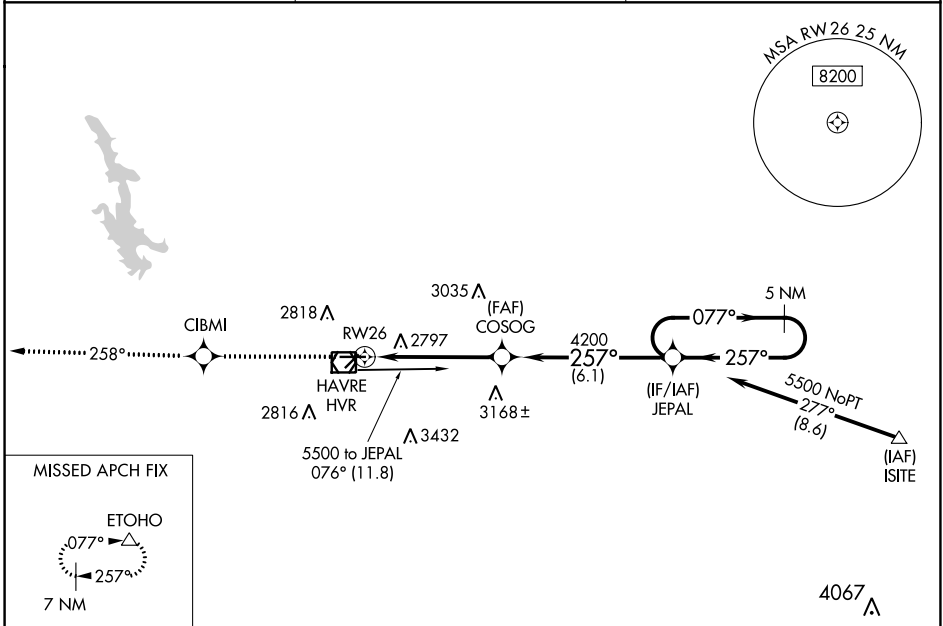 MSA RW26 25 NM
8200
5 NM
3035
(FAF)
COSOG
2818
077°
CIBMI
RW26
2797
4200
258°
257°
257°
(6.1)
HAVRE
HVR
(IF/IAF)
JEPAL
5500 NoPT
277°
(8.6)
2816
3168±
3432
5500 to JEPAL
076° (11.8)
(IAF)
ISITE
MISSED APCH FIX
ETOHO
077°
257°
7 NM
4067